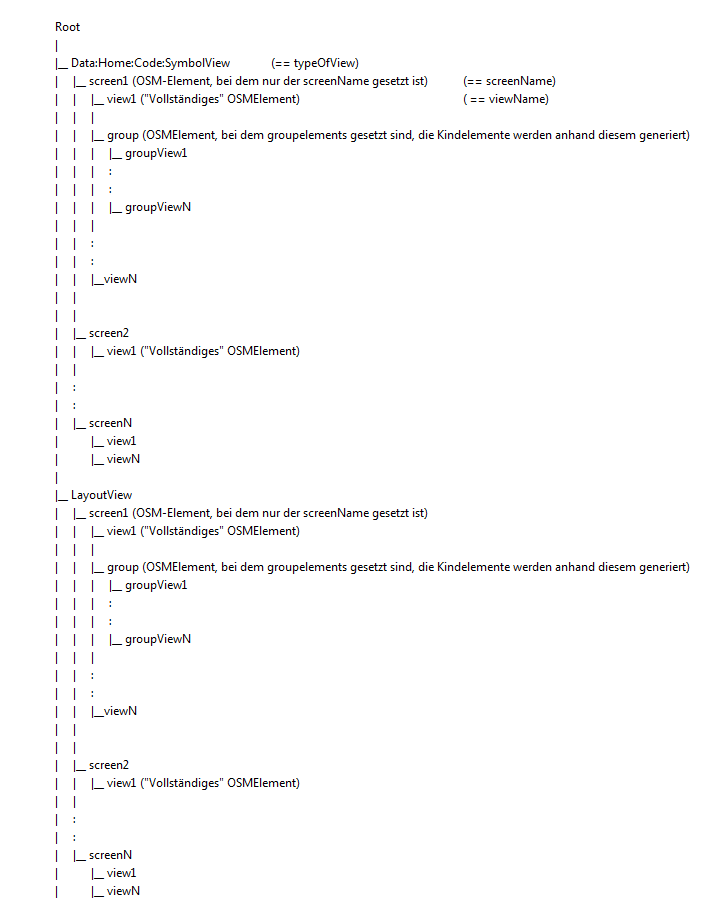 Root
|
|__ Data:Home:Code:SymbolView (== typeOfView)
| |__ screen1 (OSM-Element, bei dem nur der screenName gesetzt ist) (== screenName)
| | |__ view1 ("Vollständiges" OSMElement) ( == viewName)
| | |
| | |__ group (OSMElement, bei dem groupelements gesetzt sind, die Kindelemente werden anhand diesem generiert)
| | | |__ groupView1
| | | :
| | | :
| | | |__ groupViewN
| | |
| | :
| | :
| | |__viewN
| |
| |
| |__ screen2
| | |__ view1 ("Vollständiges" OSMElement)
| |
| :
| :
| |__ screenN
| |__ view1
| |__ viewN
|
|__ LayoutView
| |__ screen1 (OSM-Element, bei dem nur der screenName gesetzt ist)
| | |__ view1 ("Vollständiges" OSMElement)
| | |
| | |__ group (OSMElement, bei dem groupelements gesetzt sind, die Kindelemente werden anhand diesem generiert)
| | | |__ groupView1
| | | :
| | | :
| | | |__ groupViewN
| | |
| | :
| | :
| | |__viewN
| |
| |
| |__ screen2
| | |__ view1 ("Vollständiges" OSMElement)
| |
| :
| :
| |__ screenN
| |__ view1
| |__ viewN